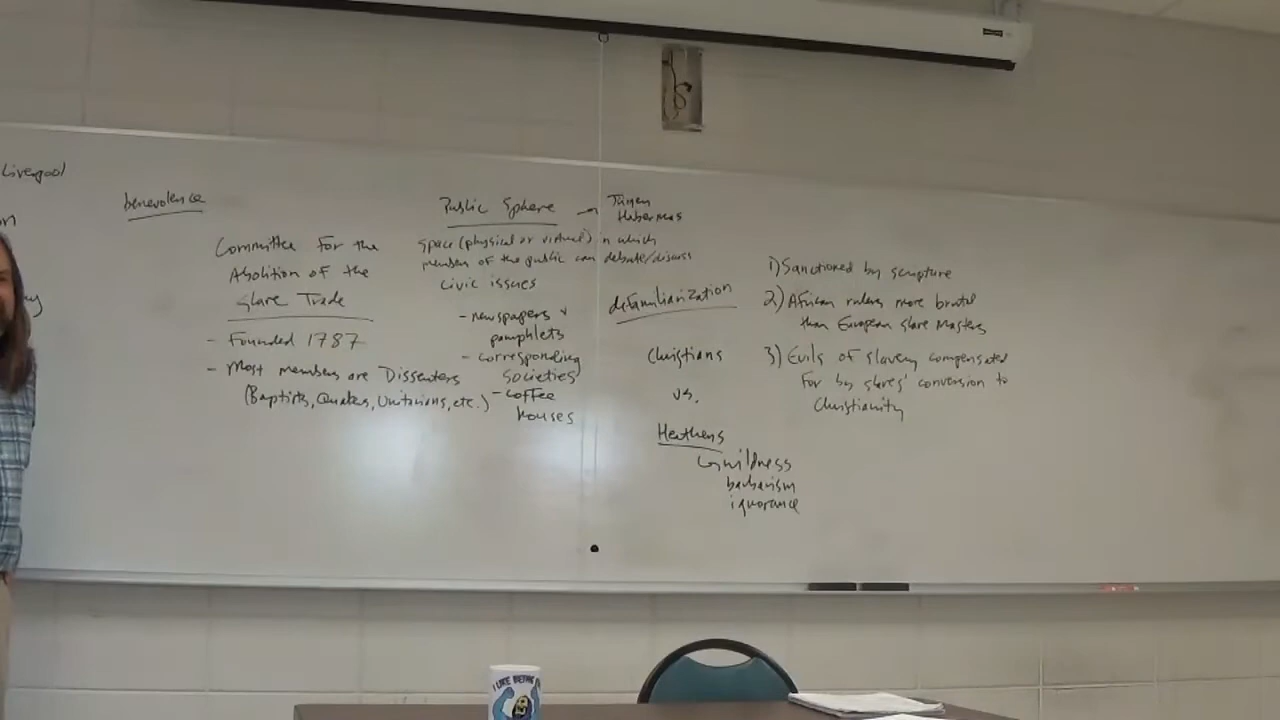 Liverpool
on
benevolence
Committee for the
Abolition of the
Slave Trade
- Founded 1787
- Most members are Dissenters
(Baptists, Quakers, Unitarians, etc.)
Public Sphere → Jürgen
Habermas
Space (physical or virtual) in which
members of the public can debate/discuss
civic issues
- newspapers +
pamphlets
- corresponding
societies
- coffee
houses
defamiliarization
Christians
vs.
Heathens
↳ wildness
barbarism
ignorance
1) Sanctioned by scripture
2) African rulers more brutal
than European slave masters
3) Evils of slavery compensated
for by slaves' conversion to
Christianity
I LIKE BEING